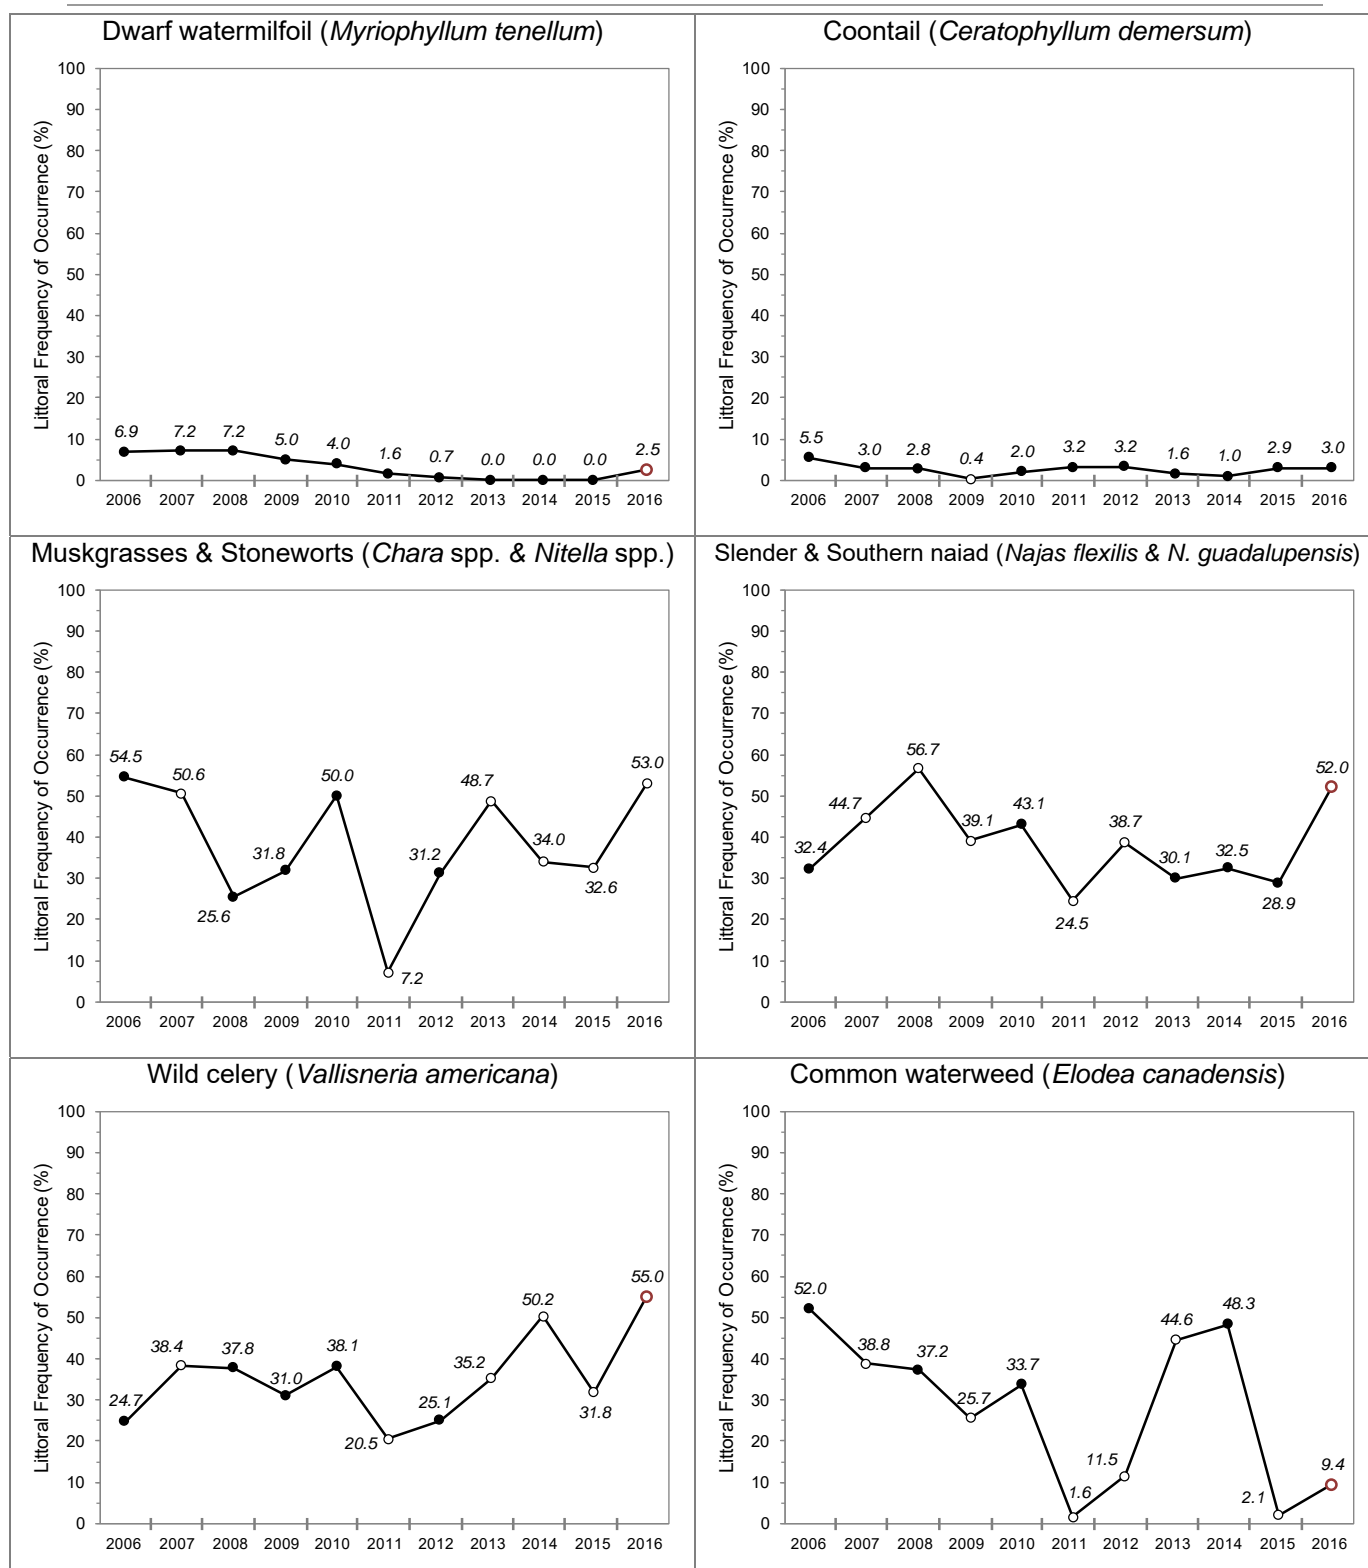 Dwarf watermilfoil (Myriophyllum tenellum)
Littoral Frequency of Occurrence (%)
100
90
80
70
60
50
40
30
20
10
0
6.9 7.2 7.2 5.0 4.0 1.6 0.7 0.0 0.0 0.0 2.5
2006 2007 2008 2009 2010 2011 2012 2013 2014 2015 2016
Coontail (Ceratophyllum demersum)
Littoral Frequency of Occurrence (%)
100
90
80
70
60
50
40
30
20
10
0
5.5 3.0 2.8 0.4 2.0 3.2 3.2 1.6 1.0 2.9 3.0
2006 2007 2008 2009 2010 2011 2012 2013 2014 2015 2016
Muskgrasses & Stoneworts (Chara spp. & Nitella spp.)
Littoral Frequency of Occurrence (%)
100
90
80
70
60
50
40
30
20
10
0
54.5 50.6 25.6 31.8 50.0 7.2 31.2 48.7 34.0 32.6 53.0
2006 2007 2008 2009 2010 2011 2012 2013 2014 2015 2016
Slender & Southern naiad (Najas flexilis & N. guadalupensis)
Littoral Frequency of Occurrence (%)
100
90
80
70
60
50
40
30
20
10
0
32.4 44.7 56.7 39.1 43.1 24.5 38.7 30.1 32.5 28.9 52.0
2006 2007 2008 2009 2010 2011 2012 2013 2014 2015 2016
Wild celery (Vallisneria americana)
Littoral Frequency of Occurrence (%)
100
90
80
70
60
50
40
30
20
10
0
24.7 38.4 37.8 31.0 38.1 20.5 25.1 35.2 50.2 31.8 55.0
2006 2007 2008 2009 2010 2011 2012 2013 2014 2015 2016
Common waterweed (Elodea canadensis)
Littoral Frequency of Occurrence (%)
100
90
80
70
60
50
40
30
20
10
0
52.0 38.8 37.2 25.7 33.7 1.6 11.5 44.6 48.3 2.1 9.4
2006 2007 2008 2009 2010 2011 2012 2013 2014 2015 2016